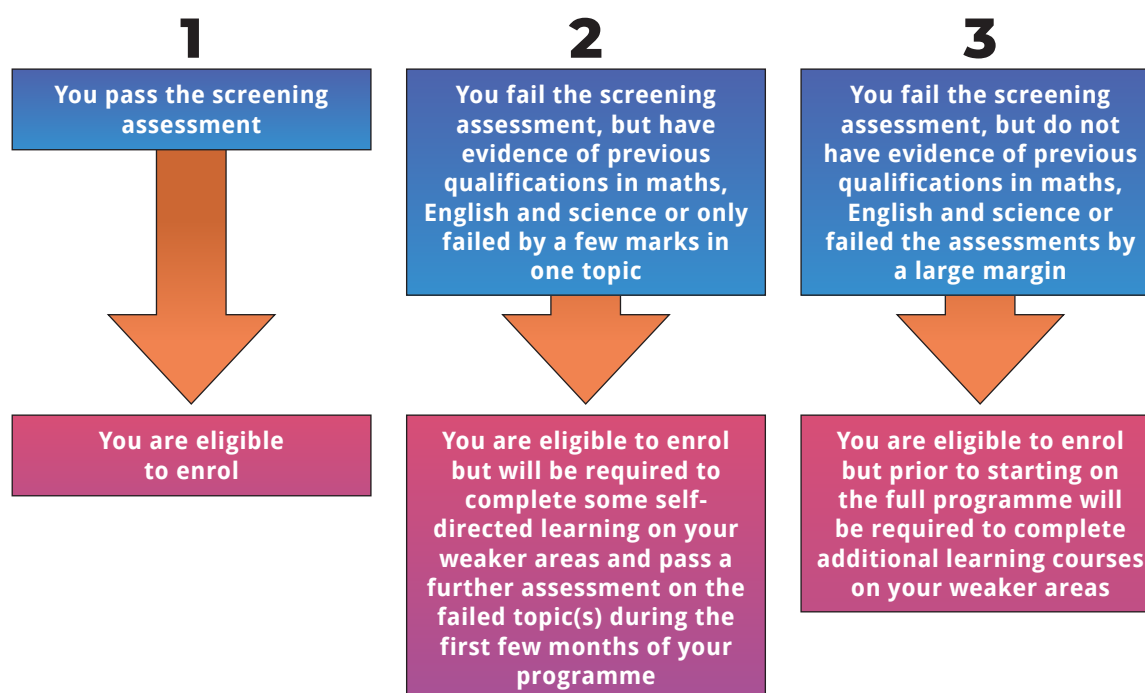 1
You pass the screening
assessment
You are eligible
to enrol
2
You fail the screening
assessment, but have
evidence of previous
qualifications in maths,
English and science or only
failed by a few marks in
one topic
You are eligible to enrol
but will be required to
complete some self-
directed learning on your
weaker areas and pass a
further assessment on the
failed topic(s) during the
first few months of your
programme
3
You fail the screening
assessment, but do not
have evidence of previous
qualifications in maths,
English and science or
failed the assessments by
a large margin
You are eligible to enrol
but prior to starting on
the full programme will
be required to complete
additional learning courses
on your weaker areas